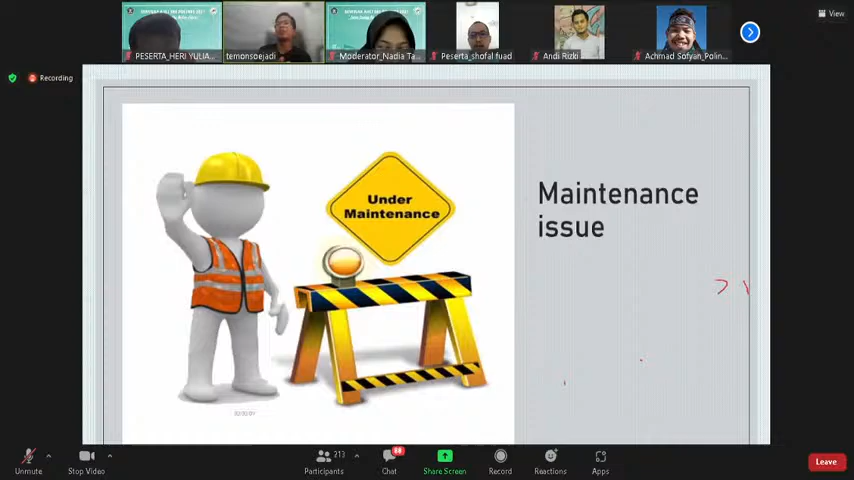 View
PESERTA_HERI YULIA...
temonsoejadi
Moderator_Nadia Ta...
Peserta_shofal fuad
Andi Rizki
Achmad Sofyah_Polin...
Recording
Under
Maintenance
Maintenance
issue
Unmute
Stop Video
Participants
213
Chat
Share Screen
Record
Reactions
Apps
Leave